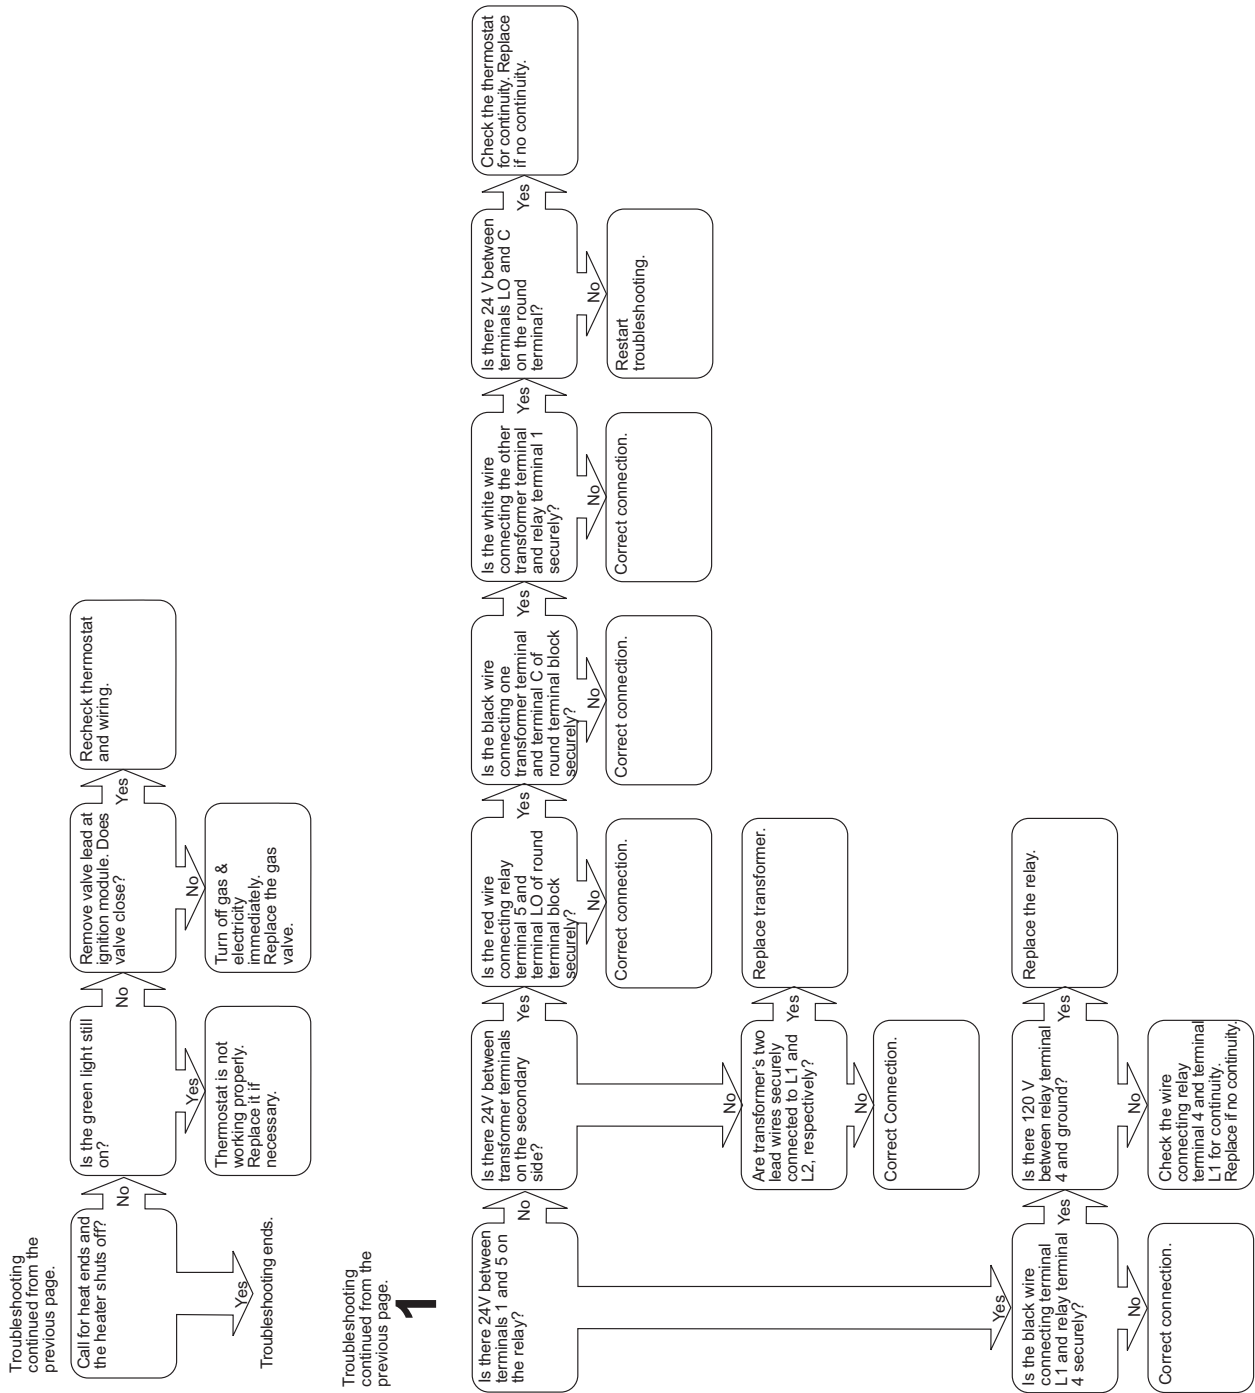 Troubleshooting
continued from the
previous page.
Call for heat ends and
the heater shuts off?
No
Is the green light still
on?
No
Remove valve lead at
ignition module. Does
valve close?
Yes
Recheck thermostat
and wiring.
Yes
Troubleshooting ends.
Yes
Thermostat is not
working properly.
Replace it if
necessary.
No
Turn off gas &
electricity
immediately.
Replace the gas
valve.
Troubleshooting
continued from the
previous page.
1
Is there 24V between
terminals 1 and 5 on
the relay?
No
Is there 24V between
transformer terminals
on the secondary
side?
Yes
Is the red wire
connecting relay
terminal 5 and
terminal LO of round
terminal block
securely?
Yes
Is the black wire
connecting one
transformer terminal
and terminal C of
round terminal block
securely?
Yes
Is the white wire
connecting the other
transformer terminal
and relay terminal 1
securely?
Yes
Is there 24 V between
terminals LO and C
on the round
terminal?
Yes
Check the thermostat
for continuity. Replace
if no continuity.
No
Correct connection.
No
Correct connection.
No
Correct connection.
No
Restart
troubleshooting.
No
Are transformer's two
lead wires securely
connected to L1 and
L2, respectively?
Yes
Replace transformer.
No
Correct Connection.
Yes
Is the black wire
connecting terminal
L1 and relay terminal
4 securely?
Yes
Is there 120 V
between relay terminal
4 and ground?
Yes
Replace the relay.
No
Correct connection.
No
Check the wire
connecting relay
terminal 4 and terminal
L1 for continuity.
Replace if no continuity.